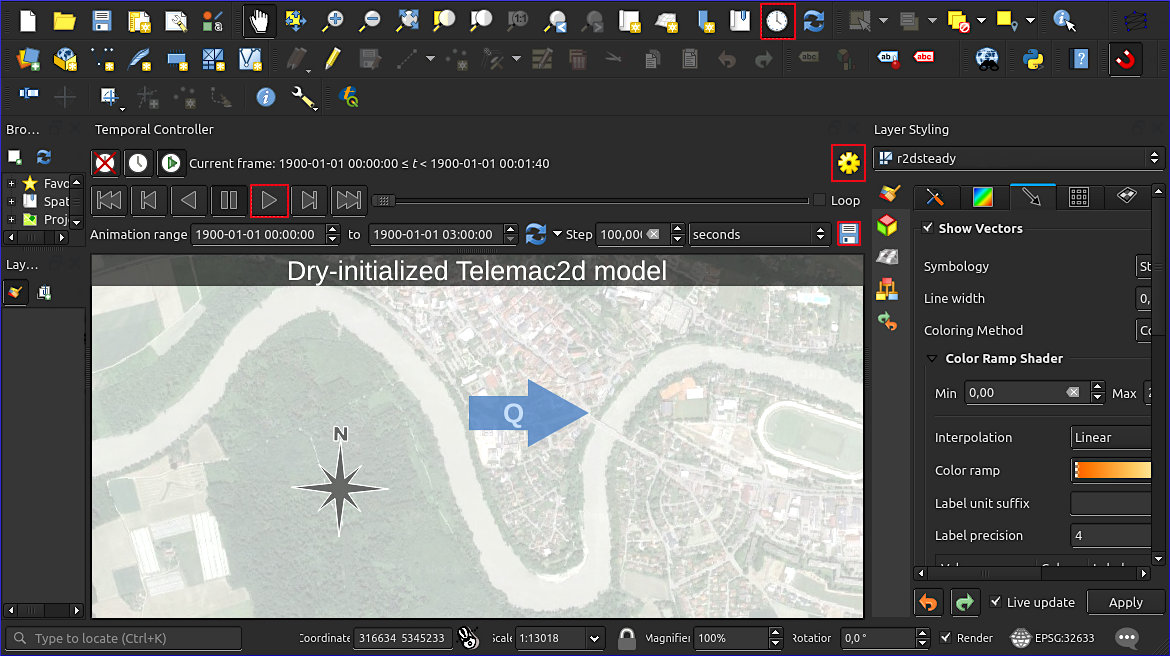 Bro...
Temporal Controller
Layer Styling
Current frame: 1900-01-01 00:00:00 ≤ t < 1900-01-01 00:01:40
r2dsteady
Favo
Spat
Proje
Loop
Animation range 1900-01-01 00:00:00 to 1900-01-01 03:00:00 Step 100,000 seconds
Show Vectors
Lay...
Dry-initialized Telemac2d model
Symbology St
Line width 0,
Coloring Method Co
Color Ramp Shader
Min 0,00 Max 2
Q
N
Interpolation Linear
Color ramp
Label unit suffix
Label precision 4
Live update Apply
Type to locate (Ctrl+K) Coordinate 316634 5345233 Scale 1:13018 Magnifier 100% Rotation 0,0 ° Render EPSG:32633